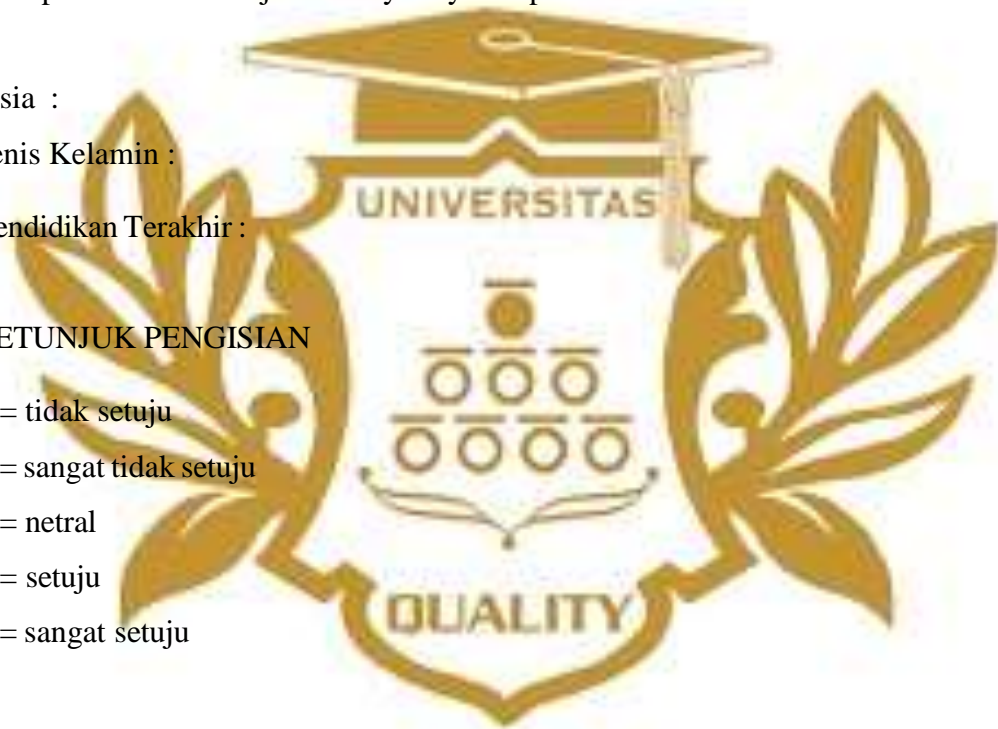 sia :
enis Kelamin :
UNIVERSITAS
endidikan Terakhir :
ETUNJUK PENGISIAN
= tidak setuju
= sangat tidak setuju
= netral
= setuju
QUALITY
= sangat setuju